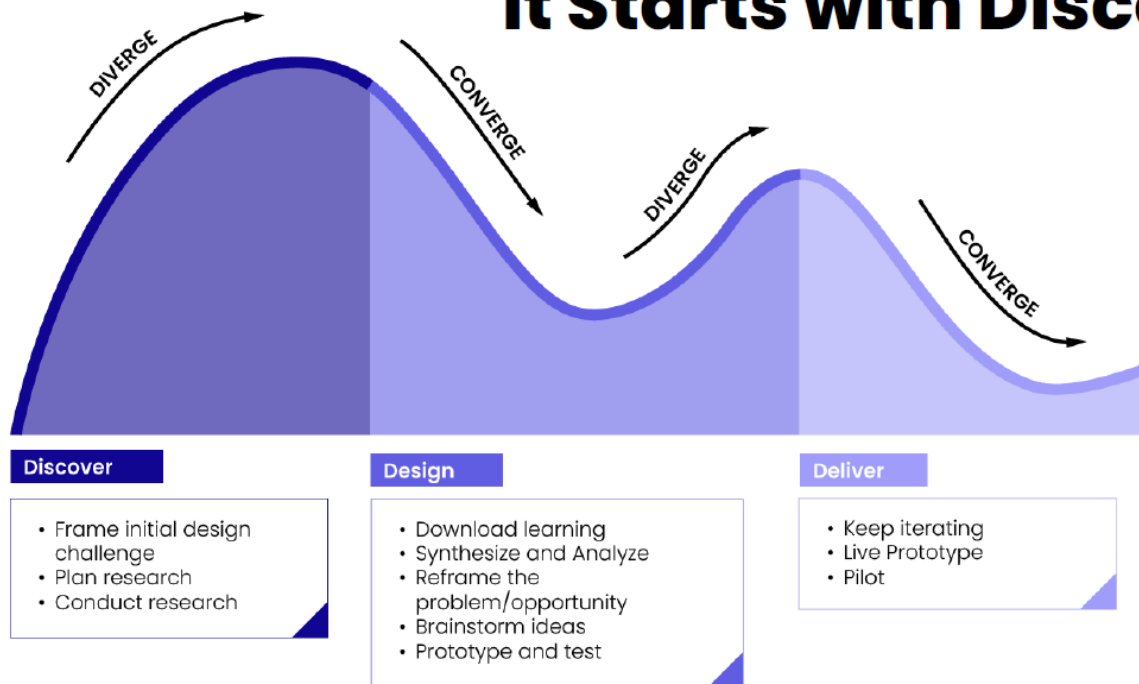 It Starts with Disc
DIVERGE
CONVERGE
DIVERGE
CONVERGE
Discover
• Frame initial design
challenge
• Plan research
• Conduct research
Design
• Download learning
• Synthesize and Analyze
• Reframe the
problem/opportunity
• Brainstorm ideas
• Prototype and test
Deliver
• Keep iterating
• Live Prototype
• Pilot